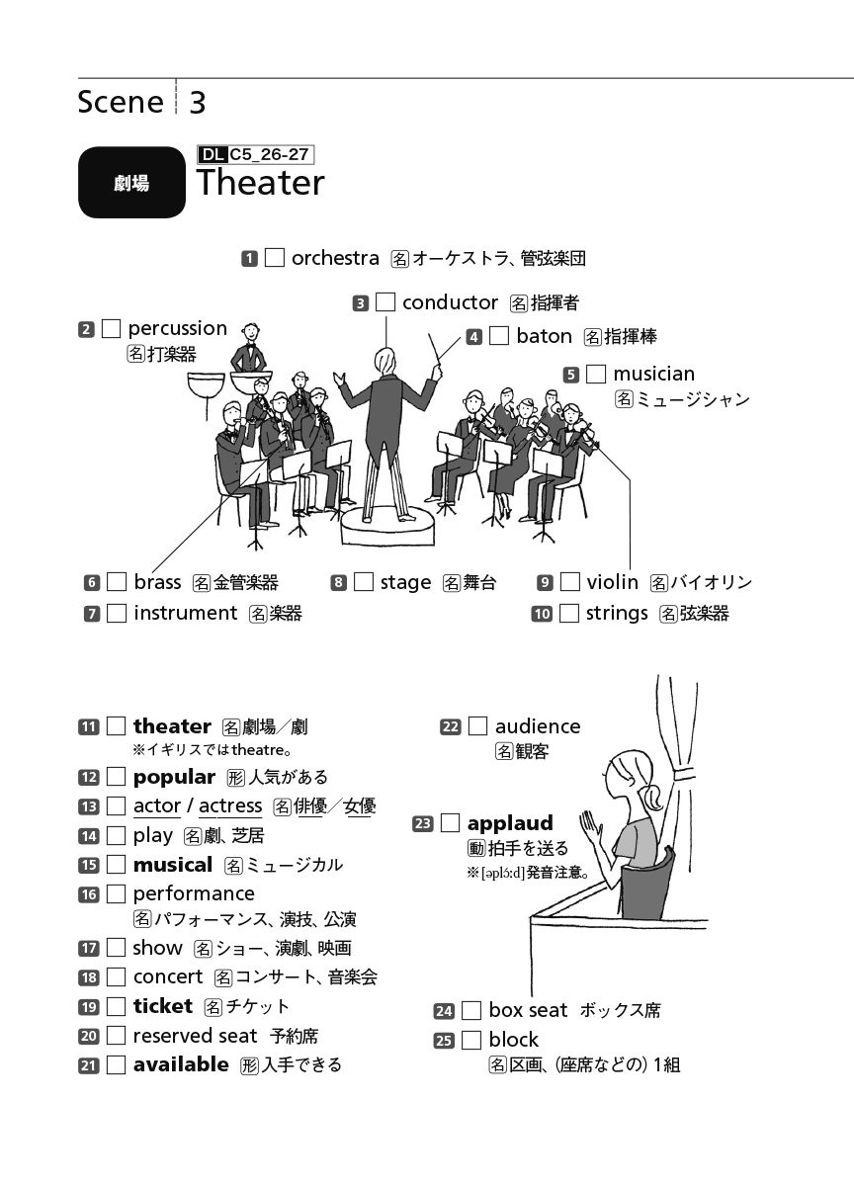 Scene 3
劇場
DL C5_26-27
Theater
1 □ orchestra 名 オーケストラ、管弦楽団
3 □ conductor 名 指揮者
2 □ percussion
名 打楽器
4 □ baton 名 指揮棒
5 □ musician
名 ミュージシャン
6 □ brass 名 金管楽器
7 □ instrument 名 楽器
8 □ stage 名 舞台
9 □ violin 名 バイオリン
10 □ strings 名 弦楽器
11 □ theater 名 劇場／劇
※イギリスではtheatre。
12 □ popular 形 人気がある
13 □ actor / actress 名 俳優／女優
14 □ play 名 劇、芝居
15 □ musical 名 ミュージカル
16 □ performance
名 パフォーマンス、演技、公演
17 □ show 名 ショー、演劇、映画
18 □ concert 名 コンサート、音楽会
19 □ ticket 名 チケット
20 □ reserved seat 予約席
21 □ available 形 入手できる
22 □ audience
名 観客
23 □ applaud
動 拍手を送る
※[əplɔ́ːd]発音注意。
24 □ box seat ボックス席
25 □ block
名 区画、（座席などの）1組